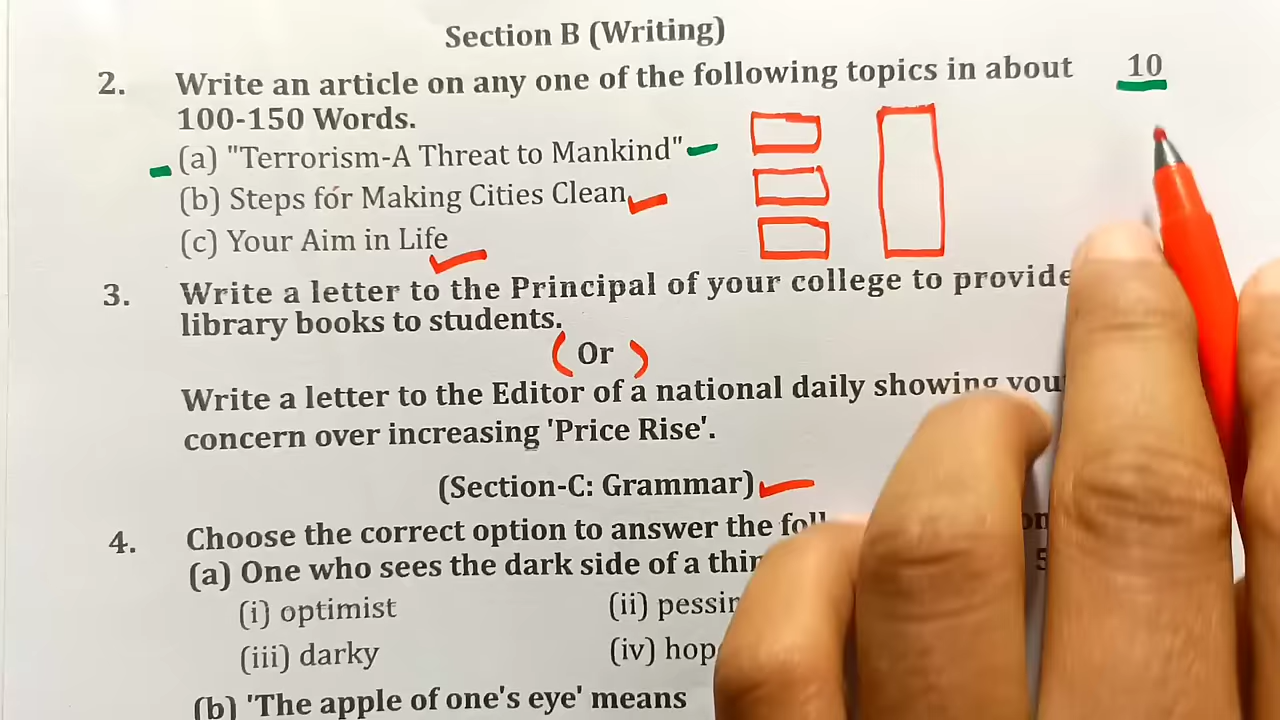 Section B (Writing)
2. Write an article on any one of the following topics in about 10
100-150 Words.
(a) "Terrorism-A Threat to Mankind"
(b) Steps for Making Cities Clean
(c) Your Aim in Life
3. Write a letter to the Principal of your college to provide
library books to students.
(Or)
Write a letter to the Editor of a national daily showing
concern over increasing 'Price Rise'.
(Section-C: Grammar)
4. Choose the correct option to answer the
(a) One who sees the dark side of a
(i) optimist (ii)
(iii) darky (iv)
(b) 'The apple of one's eye' means